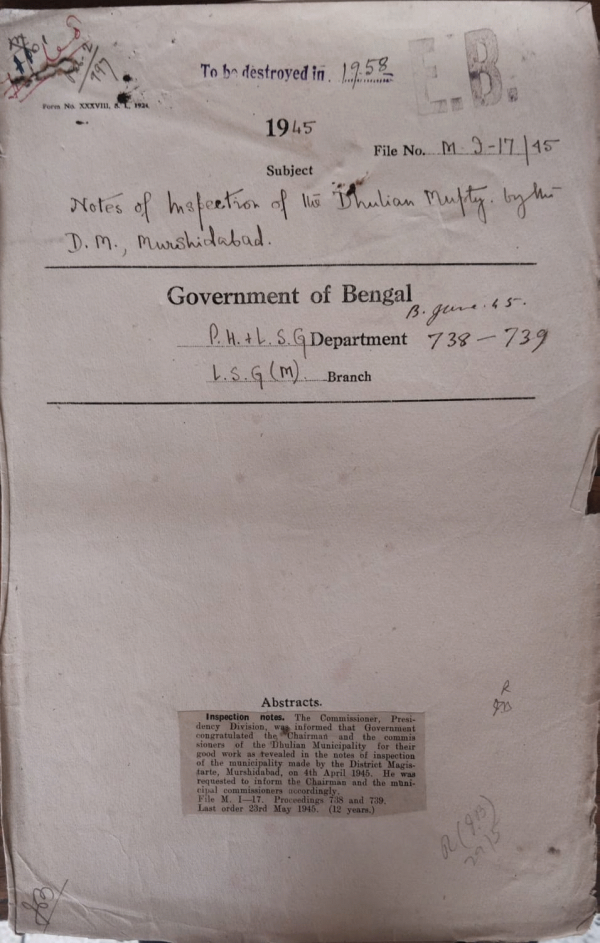 To be destroyed in 1958
E.B.
Form No. XXXVIII, S. L. 1934.
1945
File No. M. I-17/45
Subject
Notes of Inspection of the Dhulian Mupty. by the
D. M., Murshidabad.
Government of Bengal
B. June. 45.
P. H. & L. S. G Department 738 - 739
L. S. G (M) Branch
Abstracts.
Inspection notes. The Commissioner, Presi-
dency Division, was informed that Government
congratulated the Chairman and the commis
sioners of the Dhulian Municipality for their
good work as revealed in the notes of inspection
of the municipality made by the District Magis-
tarte, Murshidabad, on 4th April 1945. He was
requested to inform the Chairman and the muni-
cipal commissioners accordingly.
File M. I—17. Proceedings 738 and 739.
Last order 23rd May 1945. (12 years.)